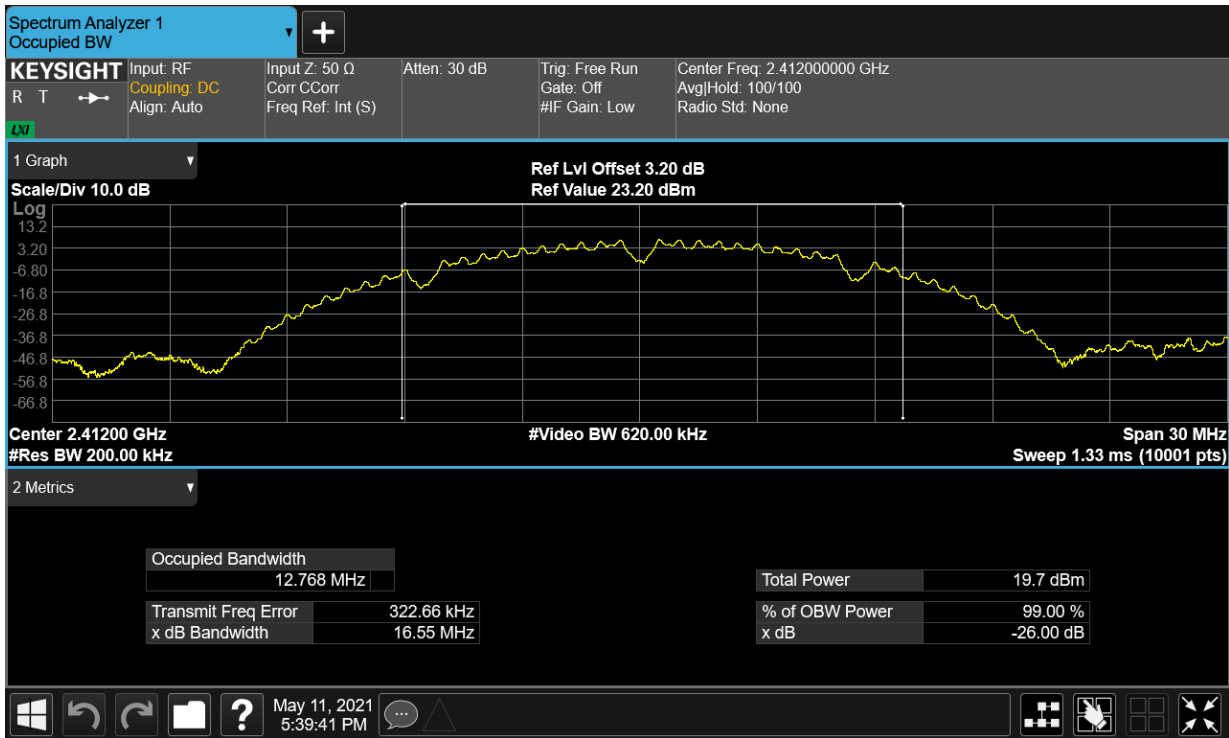 Spectrum Analyzer 1
Occupied BW
KEYSIGHT
R T
LXI
Input: RF
Coupling: DC
Align: Auto
Input Z: 50 Ω
Corr CCorr
Freq Ref: Int (S)
Atten: 30 dB
Trig: Free Run
Gate: Off
#IF Gain: Low
Center Freq: 2.412000000 GHz
Avg|Hold: 100/100
Radio Std: None
1 Graph
Scale/Div 10.0 dB
Ref Lvl Offset 3.20 dB
Ref Value 23.20 dBm
Log
13.2
3.20
-6.80
-16.8
-26.8
-36.8
-46.8
-56.8
-66.8
Center 2.41200 GHz
#Video BW 620.00 kHz
Span 30 MHz
#Res BW 200.00 kHz
Sweep 1.33 ms (10001 pts)
2 Metrics
Occupied Bandwidth
12.768 MHz
Total Power 19.7 dBm
Transmit Freq Error 322.66 kHz
% of OBW Power 99.00 %
x dB Bandwidth 16.55 MHz
x dB -26.00 dB
?
May 11, 2021
5:39:41 PM